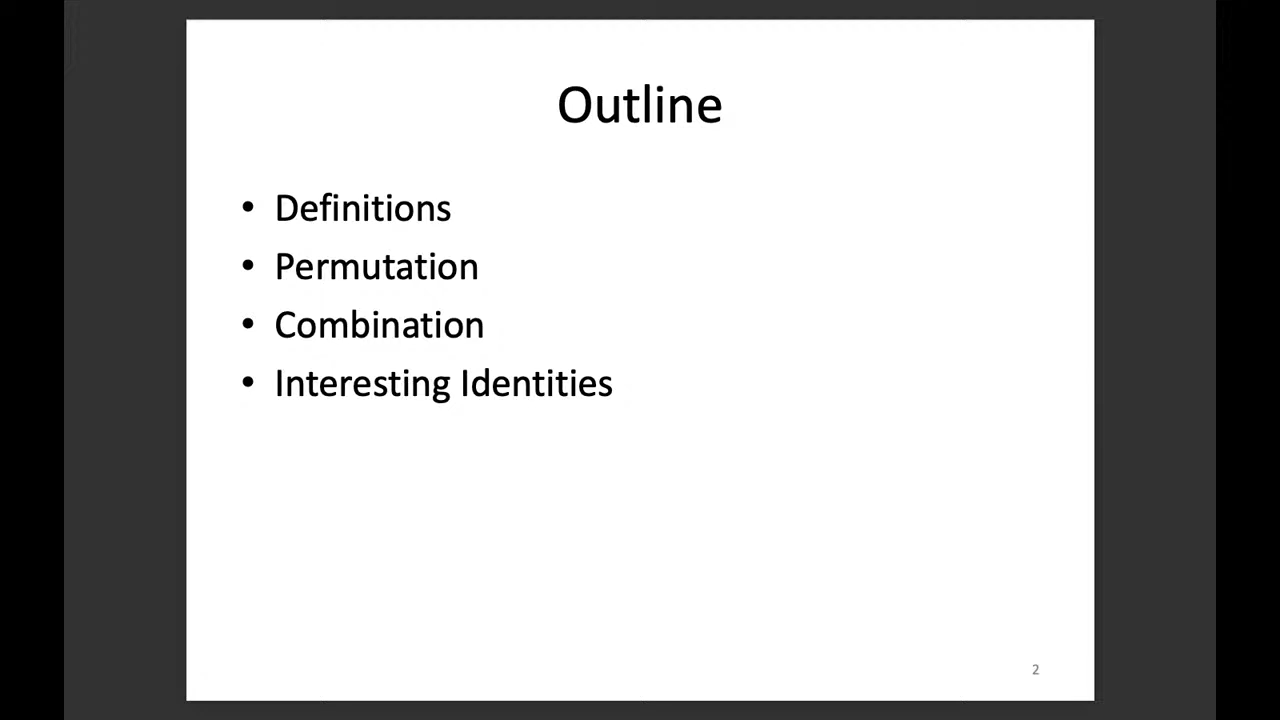 Outline
• Definitions
• Permutation
• Combination
• Interesting Identities
2